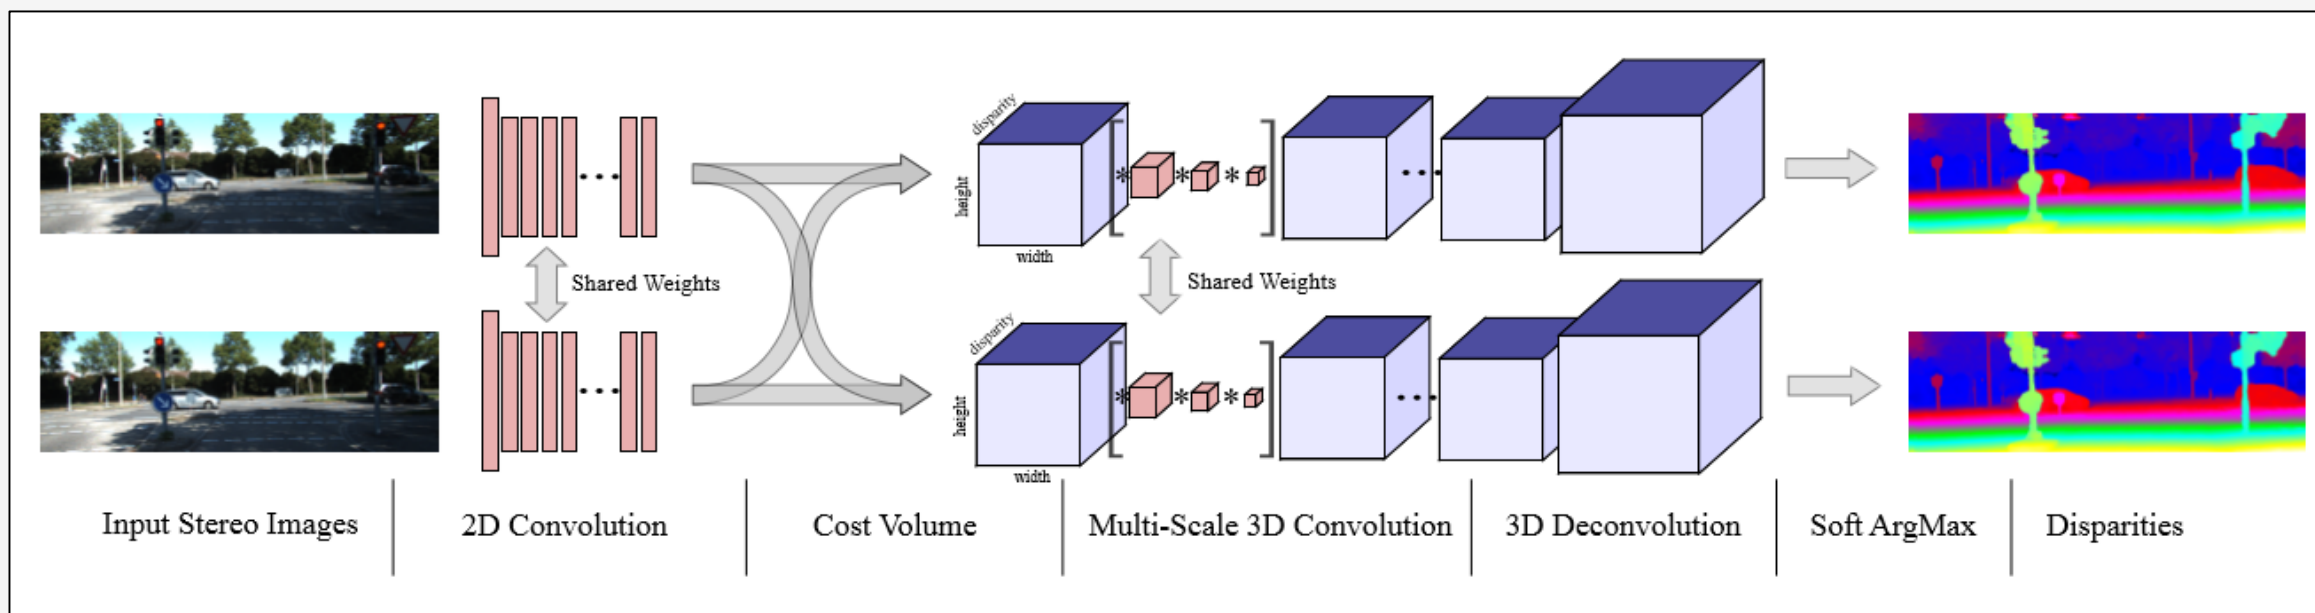 disparity
height
width
Shared Weights
Shared Weights
disparity
height
width
Input Stereo Images
2D Convolution
Cost Volume
Multi-Scale 3D Convolution
3D Deconvolution
Soft ArgMax
Disparities